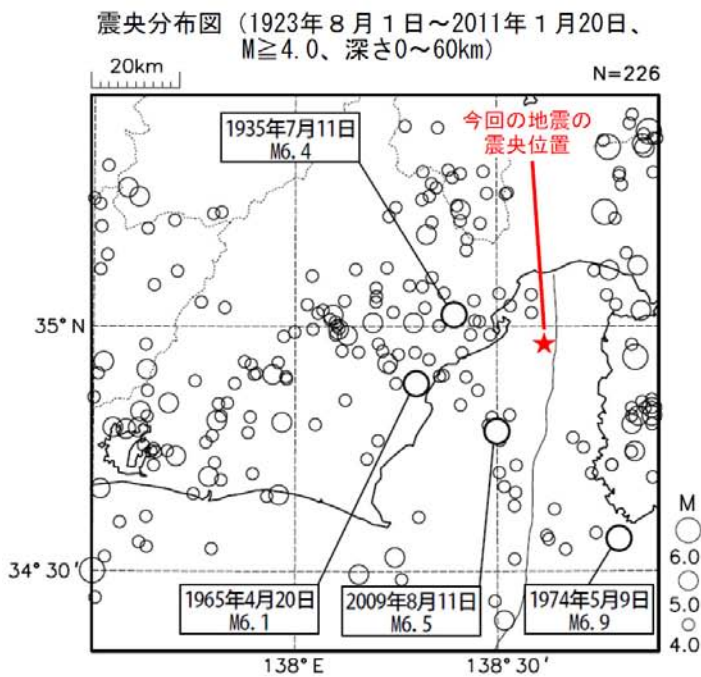 震央分布図(1923年8月1日~2011年1月20日、
M≧4.0、深さ0~60km)
20km
N=226
1935年7月11日
M6.4
今回の地震の
震央位置
35°N
34°30′
1965年4月20日
M6.1
2009年8月11日
M6.5
1974年5月9日
M6.9
M
6.0
5.0
4.0
138°E
138°30′